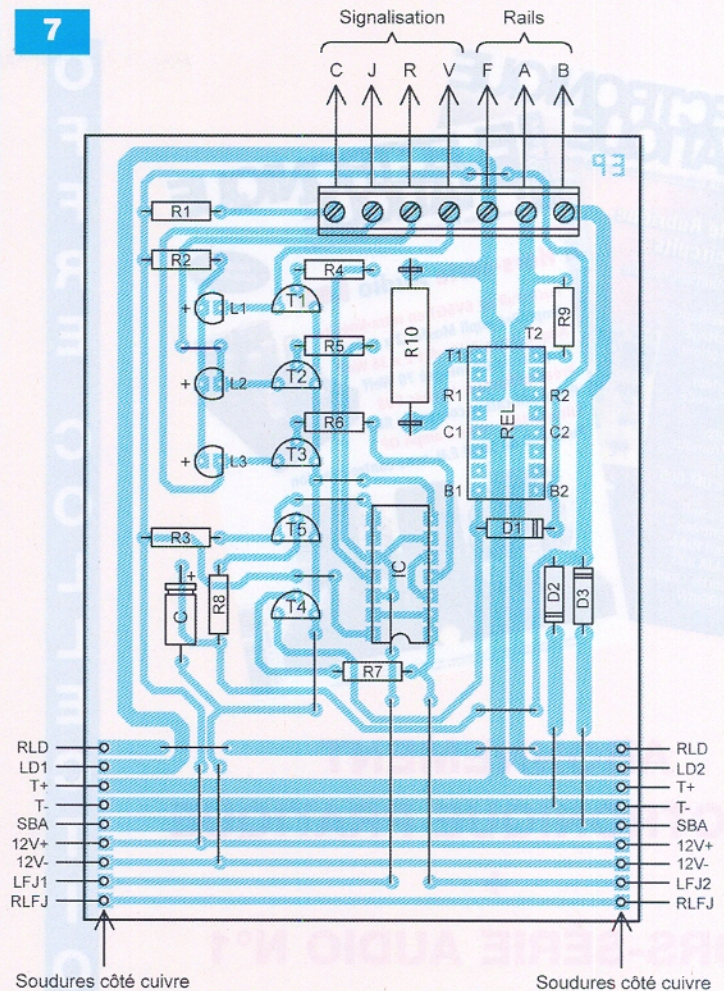 7
Signalisation Rails
C J R V F A B
R1
R2
R4
L1
T1
R9
R10
T2
T1
R5
L2
T2
R1
R2
REL
R6
C1
C2
L3
T3
B1
B2
T5
D1
R3
IC
C
R8
D2
D3
T4
R7
RLD RLD
LD1 LD2
T+ T+
T- T-
SBA SBA
12V+ 12V+
12V- 12V-
LFJ1 LFJ2
RLFJ RLFJ
Soudures côté cuivre Soudures côté cuivre